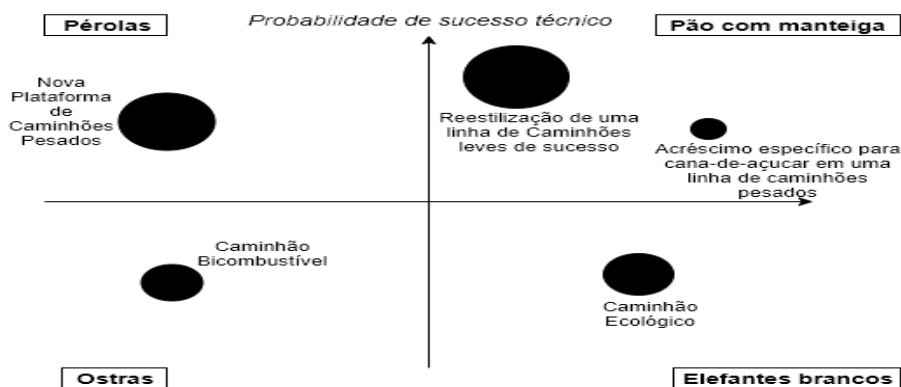 Pérolas
Probabilidade de sucesso técnico
Pão com manteiga
Nova
Plataforma
de
Caminhões
Pesados
Reestilização de uma
linha de Caminhões
leves de sucesso
Acréscimo específico para
cana-de-açucar em uma
linha de caminhões
pesados
Caminhão
Bicombustível
Caminhão
Ecológico
Ostras
Elefantes brancos